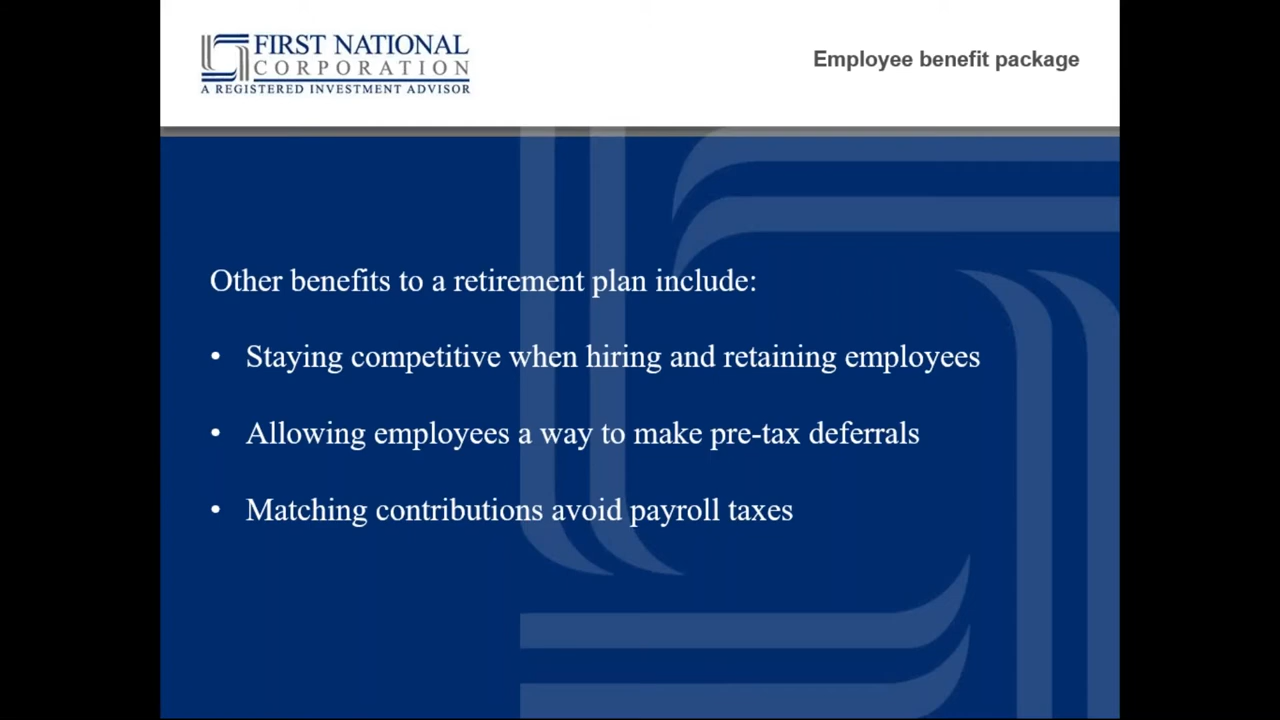 FIRST NATIONAL
CORPORATION
A REGISTERED INVESTMENT ADVISOR
Employee benefit package
Other benefits to a retirement plan include:
• Staying competitive when hiring and retaining employees
• Allowing employees a way to make pre-tax deferrals
• Matching contributions avoid payroll taxes